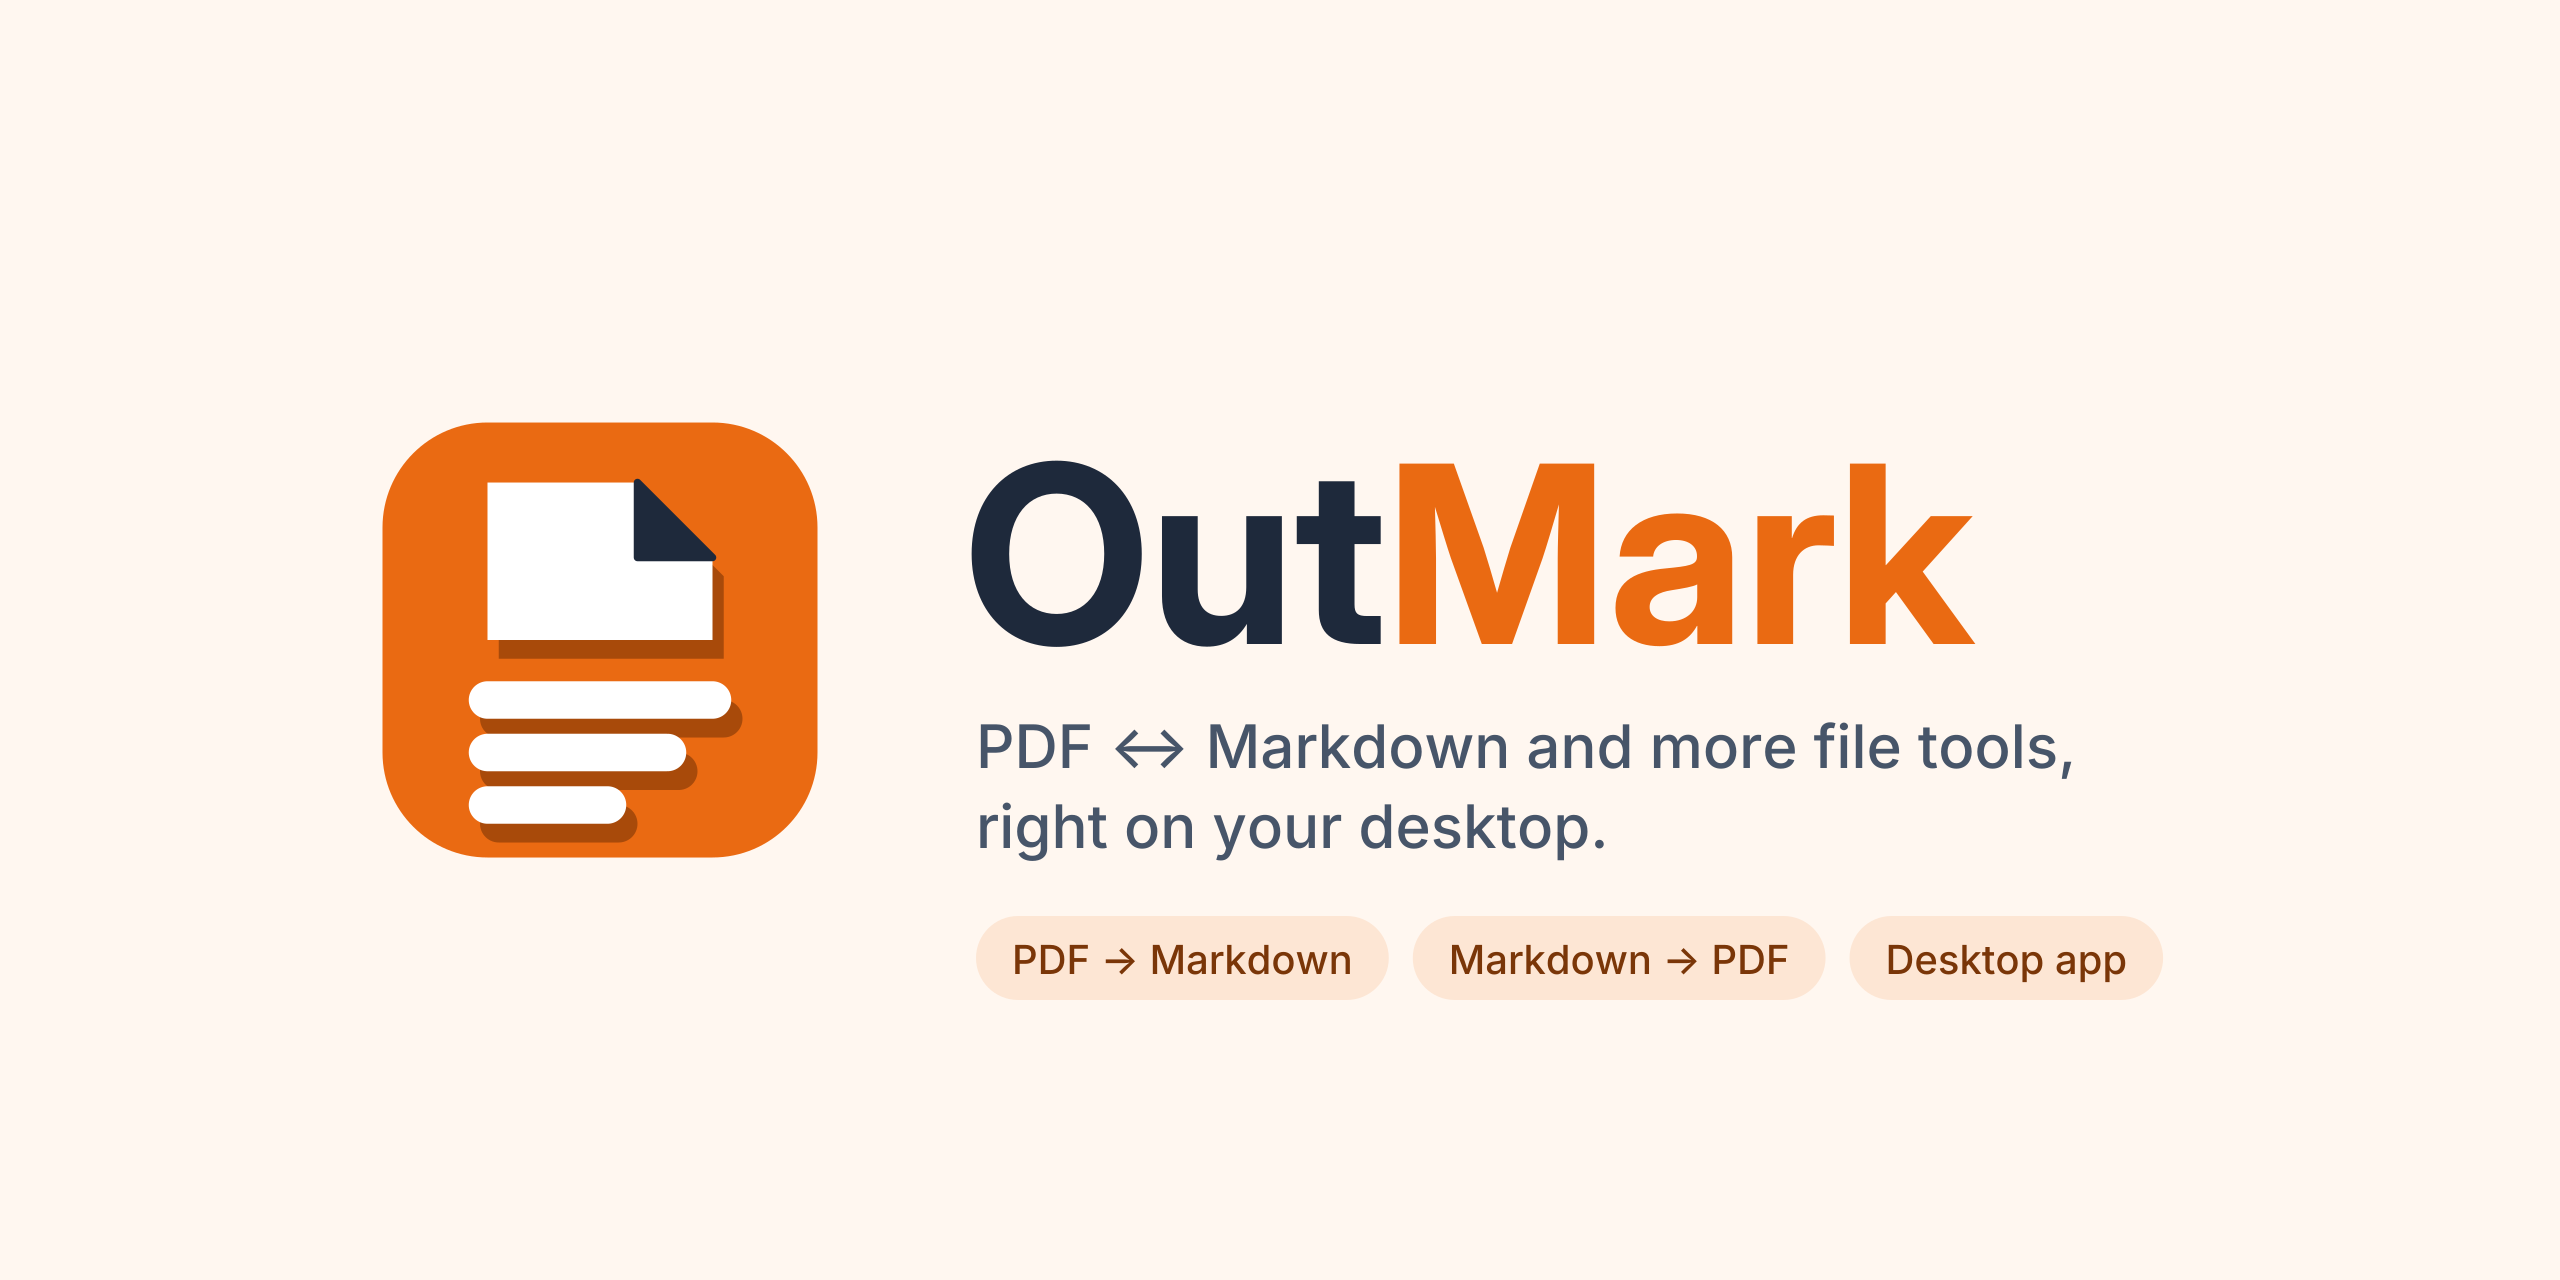 OutMark
PDF ↔ Markdown and more file tools,
right on your desktop.
PDF → Markdown
Markdown → PDF
Desktop app